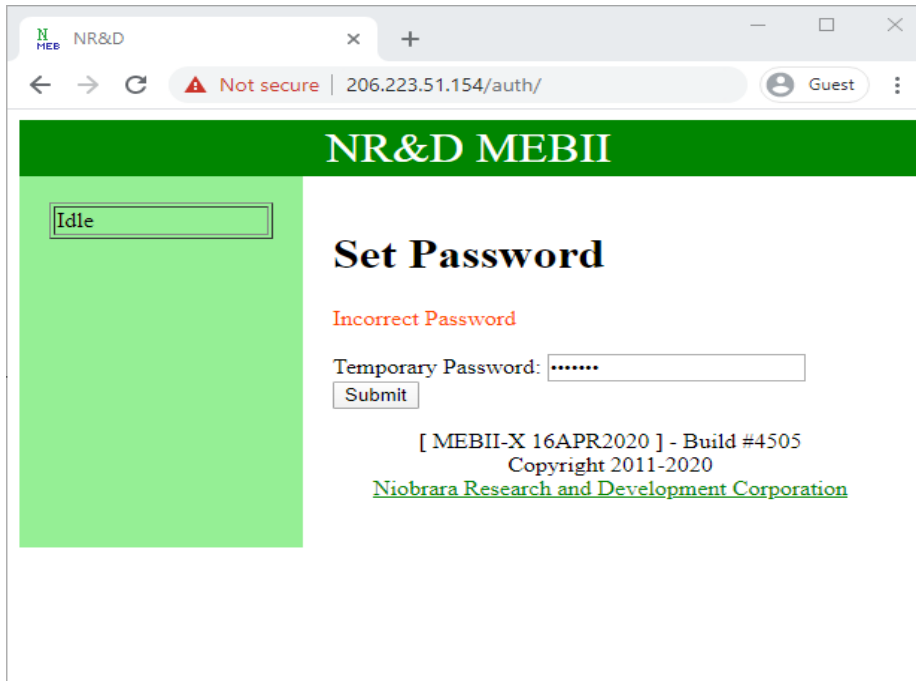 N
MEB
NR&D
Not secure
206.223.51.154/auth/
Guest
NR&D MEBII
Idle
Set Password
Incorrect Password
Temporary Password: •••••••
Submit
[ MEBII-X 16APR2020 ] - Build #4505
Copyright 2011-2020
Niobrara Research and Development Corporation